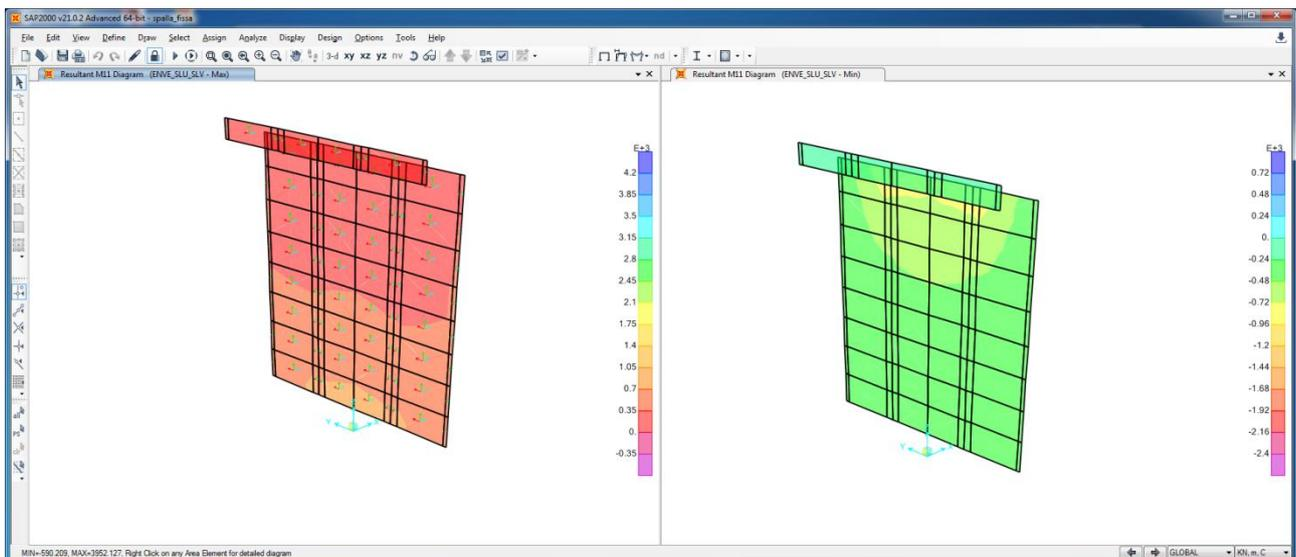 SAP2000 v21.0.2 Advanced 64-bit - spalla_fissa
File Edit View Define Draw Select Assign Analyze Display Design Options Tools Help
3-d xy xz yz nv
nd
Resultant M11 Diagram (ENVE_SLU_SLV - Max)
Resultant M11 Diagram (ENVE_SLU_SLV - Min)
E+3
4.2
3.85
3.5
3.15
2.8
2.45
2.1
1.75
1.4
1.05
0.7
0.35
0.
-0.35
E+3
0.72
0.48
0.24
0.
-0.24
-0.48
-0.72
-0.96
-1.2
-1.44
-1.68
-1.92
-2.16
-2.4
all
PS
clr
MIN=-590.209, MAX=3952.127. Right Click on any Area Element for detailed diagram
GLOBAL
KN, m, C